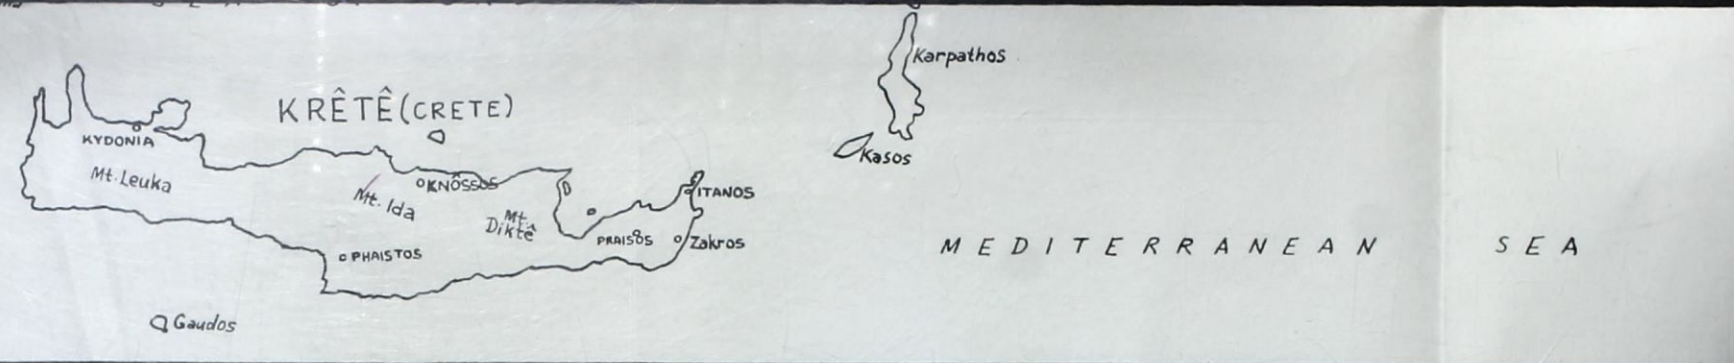 Karpathos
KRÊTÊ (CRETE)
KYDONIA
Kasos
Mt. Leuka
KNÔSSOS
Mt. Ida
ITANOS
Mt.
Diktê
PRAISOS
Zakros
MEDITERRANEAN SEA
PHAISTOS
Gaudos